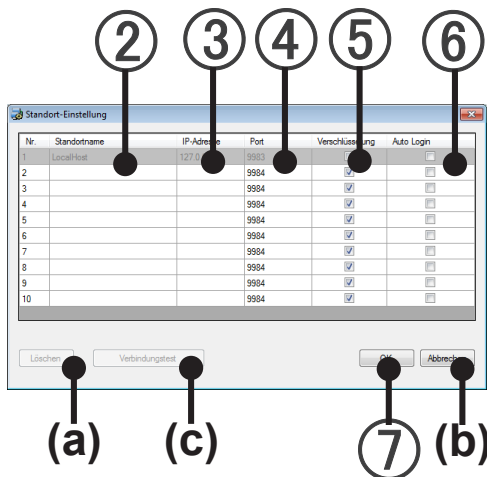 2 3 4 5 6
Standort-Einstellung
Nr. Standortname IP-Adresse Port Verschlüsselung Auto Login
1 LocalHost 127.0. 9983
2 9984
3 9984
4 9984
5 9984
6 9984
7 9984
8 9984
9 9984
10 9984
Löschen Verbindungstest OK Abbrechen
(a) (c) 7 (b)